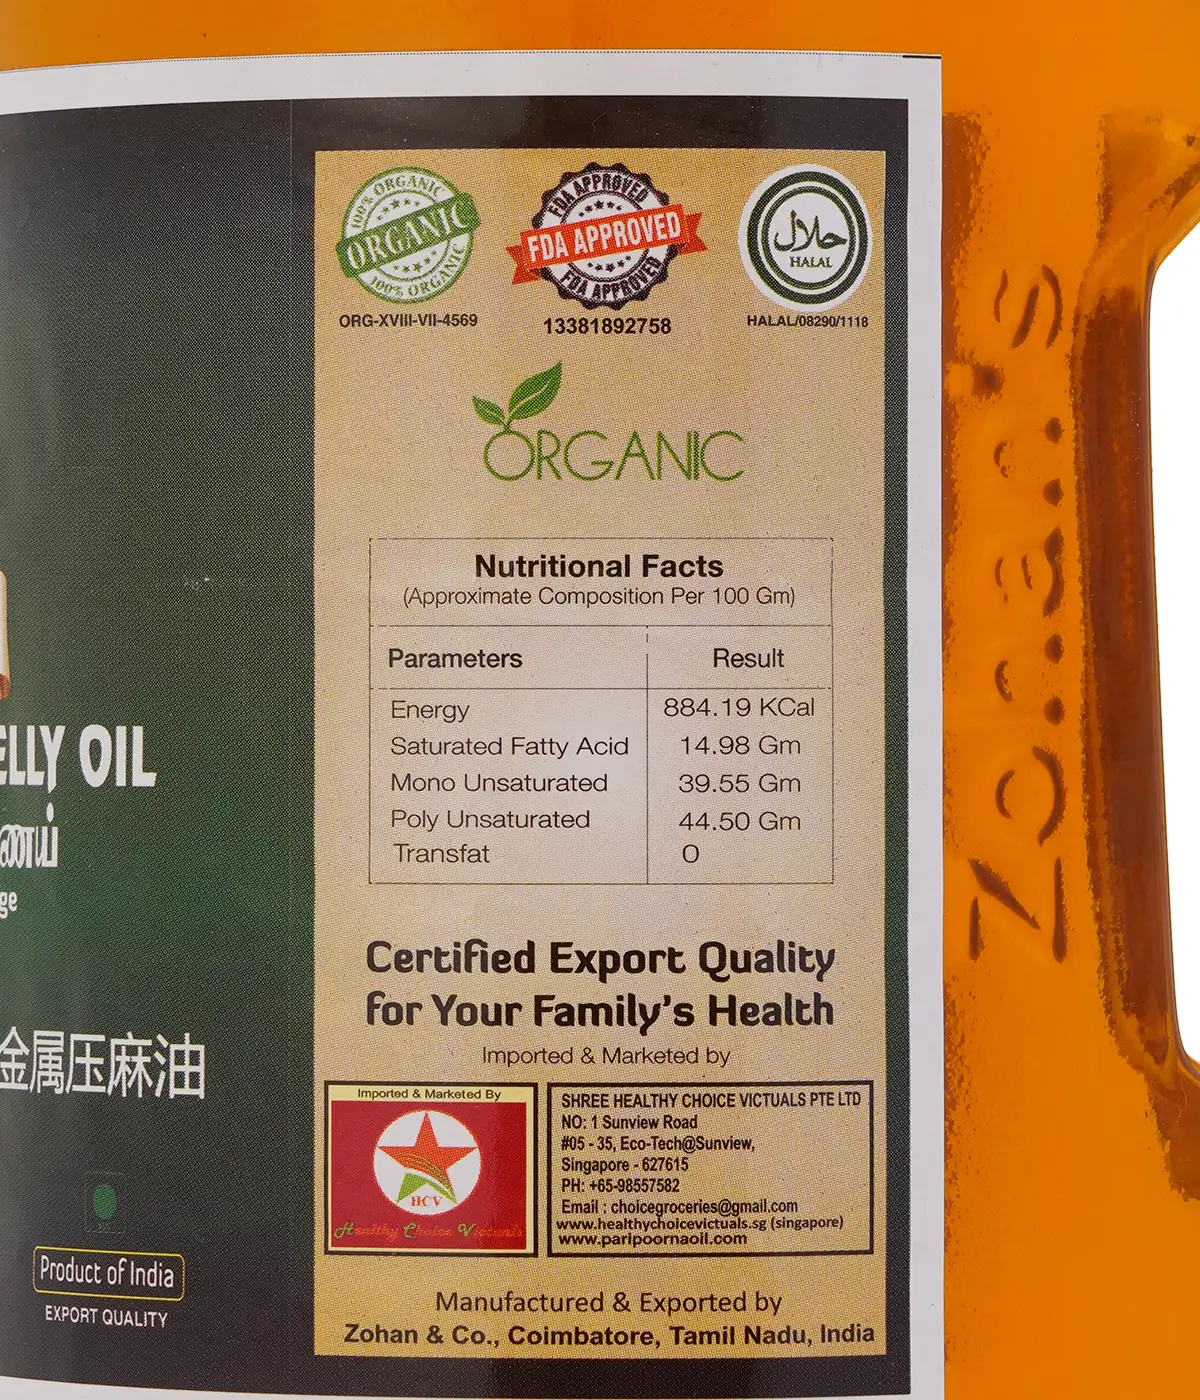 100% ORGANIC
ORGANIC
100% ORGANIC
ORG-XVIII-VII-4569
FDA APPROVED
FDA APPROVED
FDA APPROVED
13381892758
حلال
HALAL
HALAL/08290/1118
ORGANIC
Nutritional Facts
(Approximate Composition Per 100 Gm)
Parameters Result
Energy 884.19 KCal
Saturated Fatty Acid 14.98 Gm
Mono Unsaturated 39.55 Gm
Poly Unsaturated 44.50 Gm
Transfat 0
Certified Export Quality
for Your Family's Health
Imported & Marketed by
Imported & Marketed By
HCV
Healthy Choice Victuals
SHREE HEALTHY CHOICE VICTUALS PTE LTD
NO: 1 Sunview Road
#05 - 35, Eco-Tech@Sunview,
Singapore - 627615
PH: +65-98557582
Email : choicegroceries@gmail.com
www.healthychoicevictuals.sg (singapore)
www.paripoornaoil.com
Manufactured & Exported by
Zohan & Co., Coimbatore, Tamil Nadu, India
ELLY OIL
ணெய்
ge
金属压麻油
Product of India
EXPORT QUALITY
Zohan's